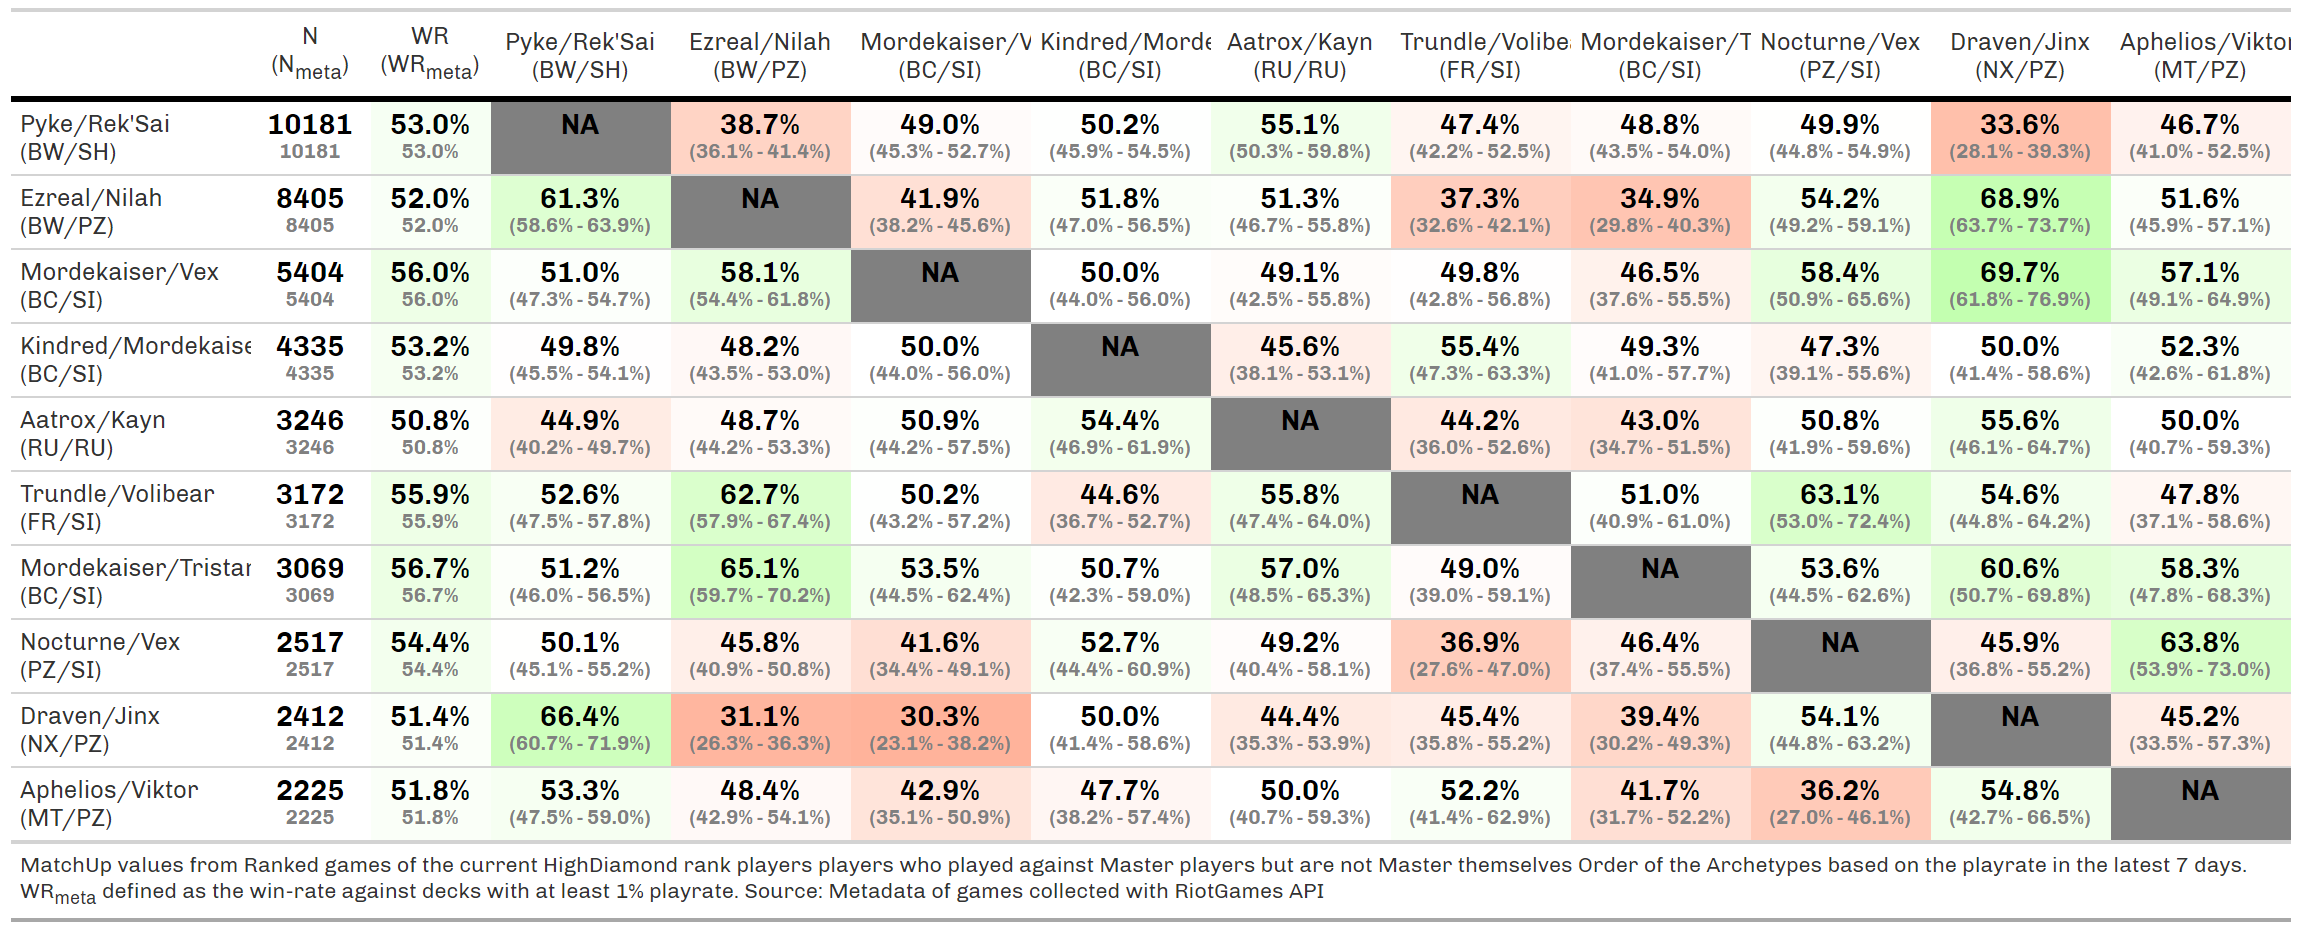 N WR Pyke/Rek'Sai Ezreal/Nilah Mordekaiser/V Kindred/Morde Aatrox/Kayn Trundle/Volibea Mordekaiser/T Nocturne/Vex Draven/Jinx Aphelios/Viktor
(Nmeta) (WRmeta) (BW/SH) (BW/PZ) (BC/SI) (BC/SI) (RU/RU) (FR/SI) (BC/SI) (PZ/SI) (NX/PZ) (MT/PZ)
Pyke/Rek'Sai 10181 53.0% NA 38.7% 49.0% 50.2% 55.1% 47.4% 48.8% 49.9% 33.6% 46.7%
(BW/SH) 10181 53.0% (36.1% - 41.4%) (45.3% - 52.7%) (45.9% - 54.5%) (50.3% - 59.8%) (42.2% - 52.5%) (43.5% - 54.0%) (44.8% - 54.9%) (28.1% - 39.3%) (41.0% - 52.5%)
Ezreal/Nilah 8405 52.0% 61.3% NA 41.9% 51.8% 51.3% 37.3% 34.9% 54.2% 68.9% 51.6%
(BW/PZ) 8405 52.0% (58.6% - 63.9%) (38.2% - 45.6%) (47.0% - 56.5%) (46.7% - 55.8%) (32.6% - 42.1%) (29.8% - 40.3%) (49.2% - 59.1%) (63.7% - 73.7%) (45.9% - 57.1%)
Mordekaiser/Vex 5404 56.0% 51.0% 58.1% NA 50.0% 49.1% 49.8% 46.5% 58.4% 69.7% 57.1%
(BC/SI) 5404 56.0% (47.3% - 54.7%) (54.4% - 61.8%) (44.0% - 56.0%) (42.5% - 55.8%) (42.8% - 56.8%) (37.6% - 55.5%) (50.9% - 65.6%) (61.8% - 76.9%) (49.1% - 64.9%)
Kindred/Mordekaise 4335 53.2% 49.8% 48.2% 50.0% NA 45.6% 55.4% 49.3% 47.3% 50.0% 52.3%
(BC/SI) 4335 53.2% (45.5% - 54.1%) (43.5% - 53.0%) (44.0% - 56.0%) (38.1% - 53.1%) (47.3% - 63.3%) (41.0% - 57.7%) (39.1% - 55.6%) (41.4% - 58.6%) (42.6% - 61.8%)
Aatrox/Kayn 3246 50.8% 44.9% 48.7% 50.9% 54.4% NA 44.2% 43.0% 50.8% 55.6% 50.0%
(RU/RU) 3246 50.8% (40.2% - 49.7%) (44.2% - 53.3%) (44.2% - 57.5%) (46.9% - 61.9%) (36.0% - 52.6%) (34.7% - 51.5%) (41.9% - 59.6%) (46.1% - 64.7%) (40.7% - 59.3%)
Trundle/Volibear 3172 55.9% 52.6% 62.7% 50.2% 44.6% 55.8% NA 51.0% 63.1% 54.6% 47.8%
(FR/SI) 3172 55.9% (47.5% - 57.8%) (57.9% - 67.4%) (43.2% - 57.2%) (36.7% - 52.7%) (47.4% - 64.0%) (40.9% - 61.0%) (53.0% - 72.4%) (44.8% - 64.2%) (37.1% - 58.6%)
Mordekaiser/Tristar 3069 56.7% 51.2% 65.1% 53.5% 50.7% 57.0% 49.0% NA 53.6% 60.6% 58.3%
(BC/SI) 3069 56.7% (46.0% - 56.5%) (59.7% - 70.2%) (44.5% - 62.4%) (42.3% - 59.0%) (48.5% - 65.3%) (39.0% - 59.1%) (44.5% - 62.6%) (50.7% - 69.8%) (47.8% - 68.3%)
Nocturne/Vex 2517 54.4% 50.1% 45.8% 41.6% 52.7% 49.2% 36.9% 46.4% NA 45.9% 63.8%
(PZ/SI) 2517 54.4% (45.1% - 55.2%) (40.9% - 50.8%) (34.4% - 49.1%) (44.4% - 60.9%) (40.4% - 58.1%) (27.6% - 47.0%) (37.4% - 55.5%) (36.8% - 55.2%) (53.9% - 73.0%)
Draven/Jinx 2412 51.4% 66.4% 31.1% 30.3% 50.0% 44.4% 45.4% 39.4% 54.1% NA 45.2%
(NX/PZ) 2412 51.4% (60.7% - 71.9%) (26.3% - 36.3%) (23.1% - 38.2%) (41.4% - 58.6%) (35.3% - 53.9%) (35.8% - 55.2%) (30.2% - 49.3%) (44.8% - 63.2%) (33.5% - 57.3%)
Aphelios/Viktor 2225 51.8% 53.3% 48.4% 42.9% 47.7% 50.0% 52.2% 41.7% 36.2% 54.8% NA
(MT/PZ) 2225 51.8% (47.5% - 59.0%) (42.9% - 54.1%) (35.1% - 50.9%) (38.2% - 57.4%) (40.7% - 59.3%) (41.4% - 62.9%) (31.7% - 52.2%) (27.0% - 46.1%) (42.7% - 66.5%)
MatchUp values from Ranked games of the current HighDiamond rank players players who played against Master players but are not Master themselves Order of the Archetypes based on the playrate in the latest 7 days.
WRmeta defined as the win-rate against decks with at least 1% playrate. Source: Metadata of games collected with RiotGames API